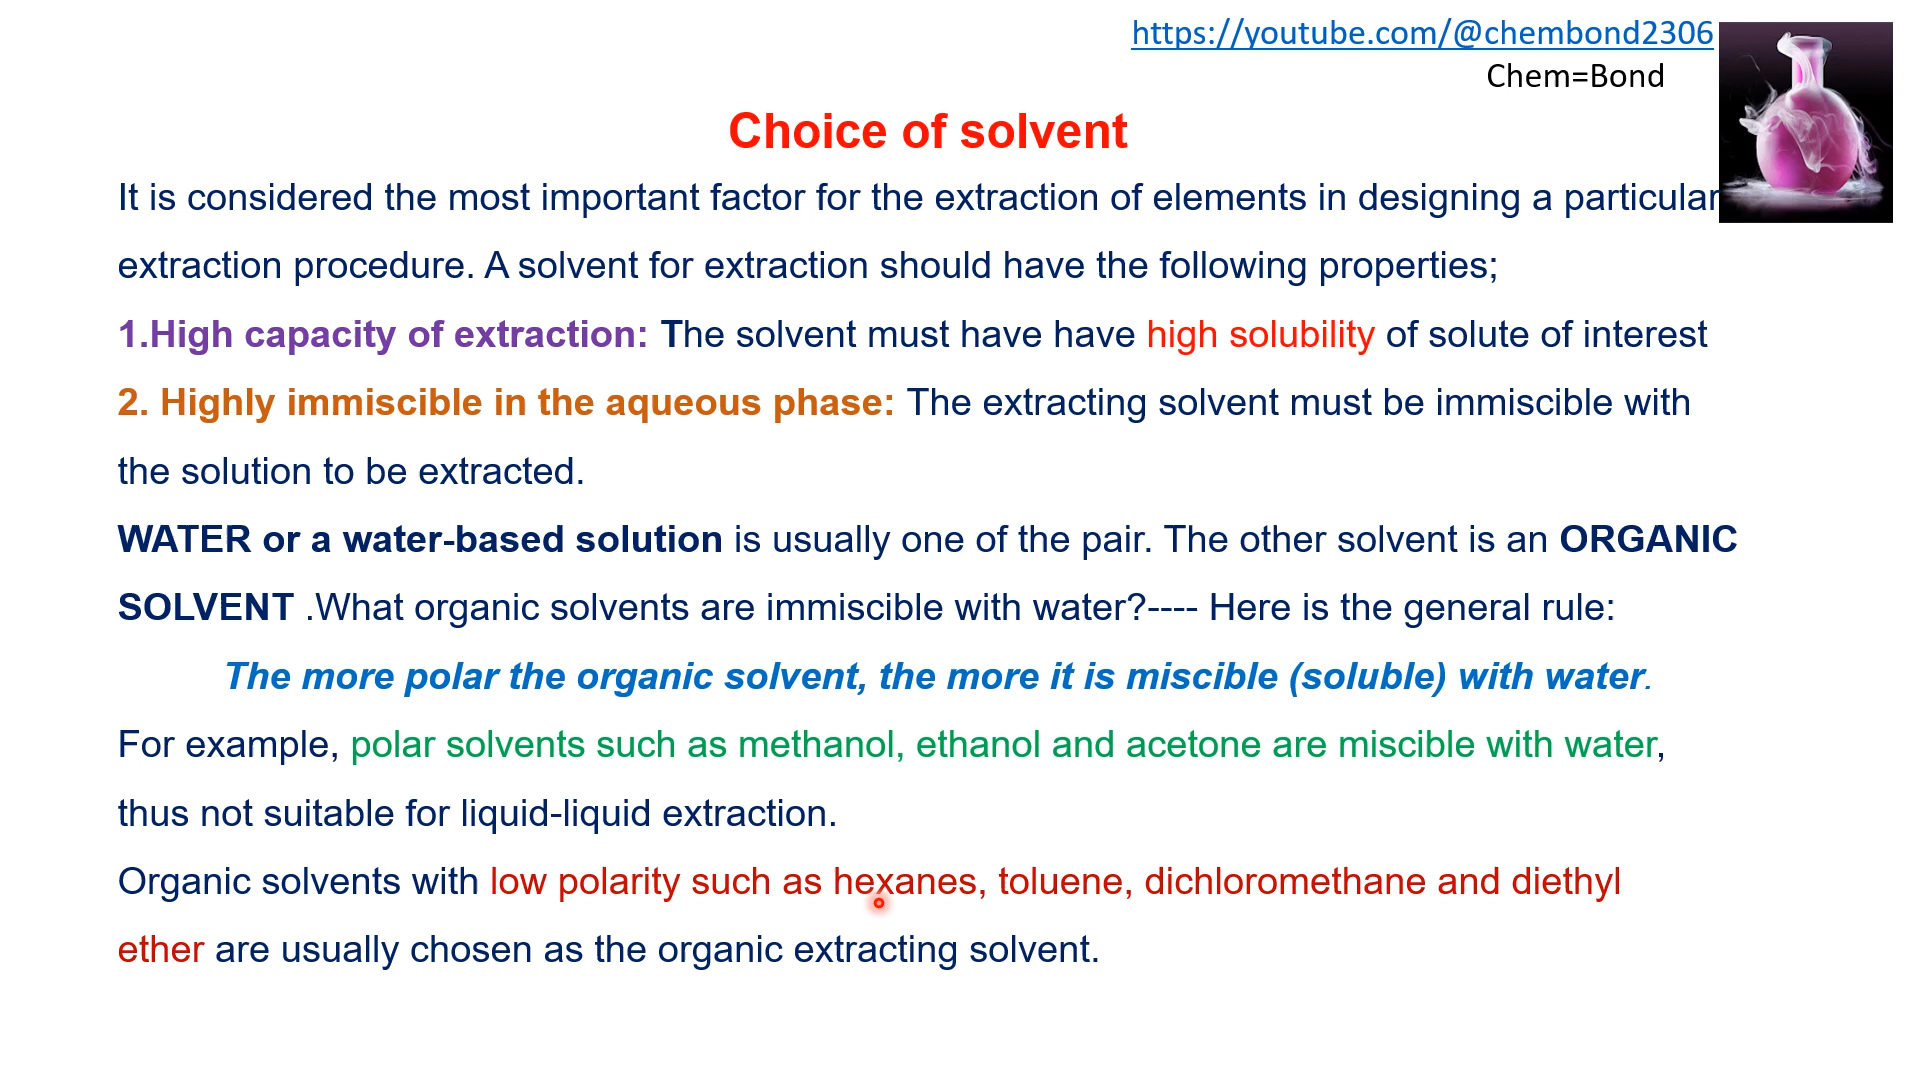 https://youtube.com/@chembond2306
Chem=Bond
Choice of solvent
It is considered the most important factor for the extraction of elements in designing a particular
extraction procedure. A solvent for extraction should have the following properties;
1.High capacity of extraction: The solvent must have have high solubility of solute of interest
2. Highly immiscible in the aqueous phase: The extracting solvent must be immiscible with
the solution to be extracted.
WATER or a water-based solution is usually one of the pair. The other solvent is an ORGANIC
SOLVENT .What organic solvents are immiscible with water?---- Here is the general rule:
The more polar the organic solvent, the more it is miscible (soluble) with water.
For example, polar solvents such as methanol, ethanol and acetone are miscible with water,
thus not suitable for liquid-liquid extraction.
Organic solvents with low polarity such as hexanes, toluene, dichloromethane and diethyl
ether are usually chosen as the organic extracting solvent.